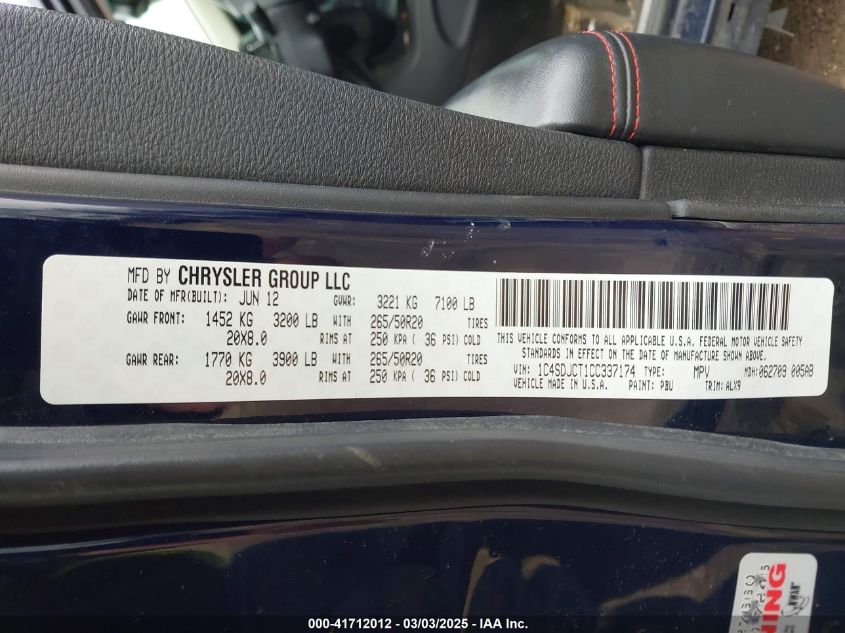 MFD BY CHRYSLER GROUP LLC
DATE OF MFR(BUILT): JUN 12 GVWR: 3221 KG 7100 LB
GAWR FRONT: 1452 KG 3200 LB WITH 265/50R20 TIRES
20X8.0 RIMS AT 250 KPA ( 36 PSI) COLD
GAWR REAR: 1770 KG 3900 LB WITH 265/50R20 TIRES
20X8.0 RIMS AT 250 KPA ( 36 PSI) COLD
THIS VEHICLE CONFORMS TO ALL APPLICABLE U.S.A. FEDERAL MOTOR VEHICLE SAFETY
STANDARDS IN EFFECT ON THE DATE OF MANUFACTURE SHOWN ABOVE.
VIN: 1C4SDJCT1CC337174 TYPE: MPV MDH: 062709 005AB
VEHICLE MADE IN U.S.A. PAINT: PBU TRIM: ALX9
000-41712012 - 03/03/2025 - IAA Inc.